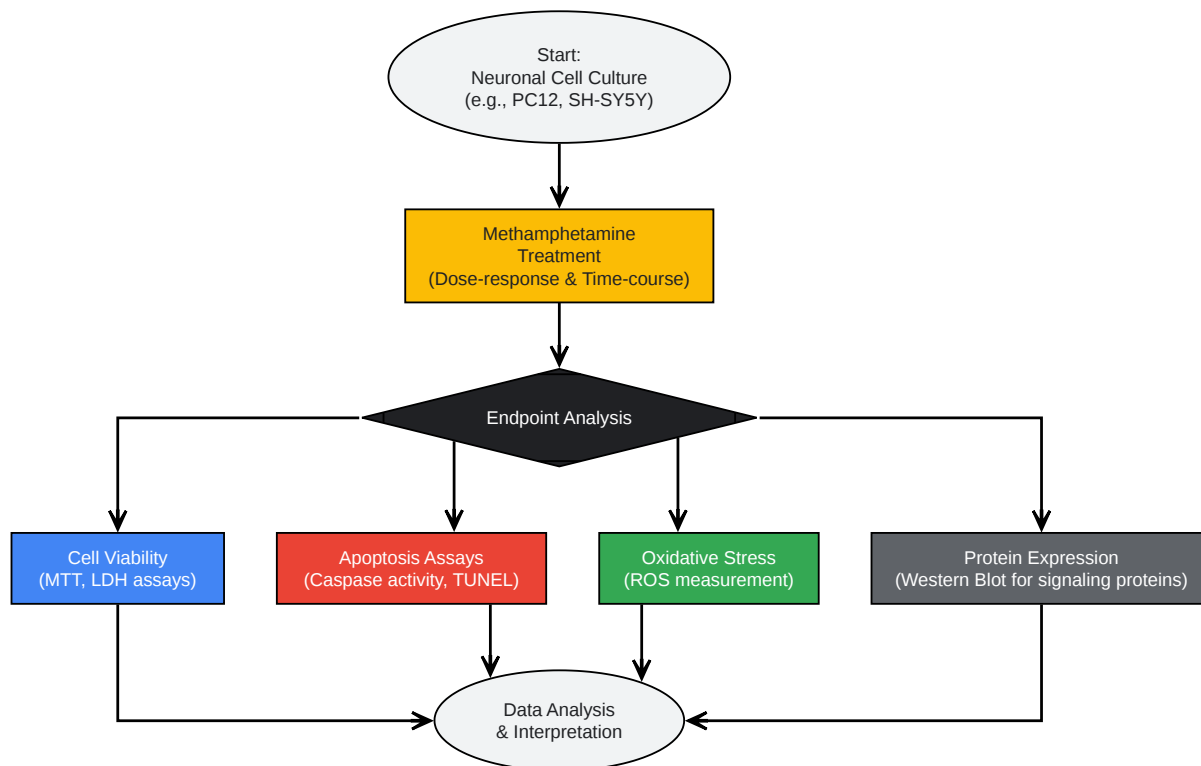 Start:
Neuronal Cell Culture
(e.g., PC12, SH-SY5Y)
Methamphetamine
Treatment
(Dose-response & Time-course)
Endpoint Analysis
Cell Viability
(MTT, LDH assays)
Apoptosis Assays
(Caspase activity, TUNEL)
Oxidative Stress
(ROS measurement)
Protein Expression
(Western Blot for signaling proteins)
Data Analysis
& Interpretation